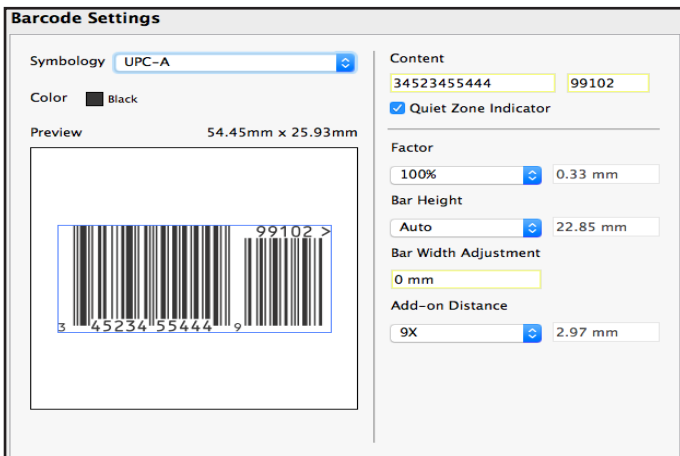 Barcode Settings
Symbology UPC-A
Color Black
Preview 54.45mm x 25.93mm
99102 >
3 45234 55444 9
Content
34523455444 99102
Quiet Zone Indicator
Factor
100% 0.33 mm
Bar Height
Auto 22.85 mm
Bar Width Adjustment
0 mm
Add-on Distance
9X 2.97 mm